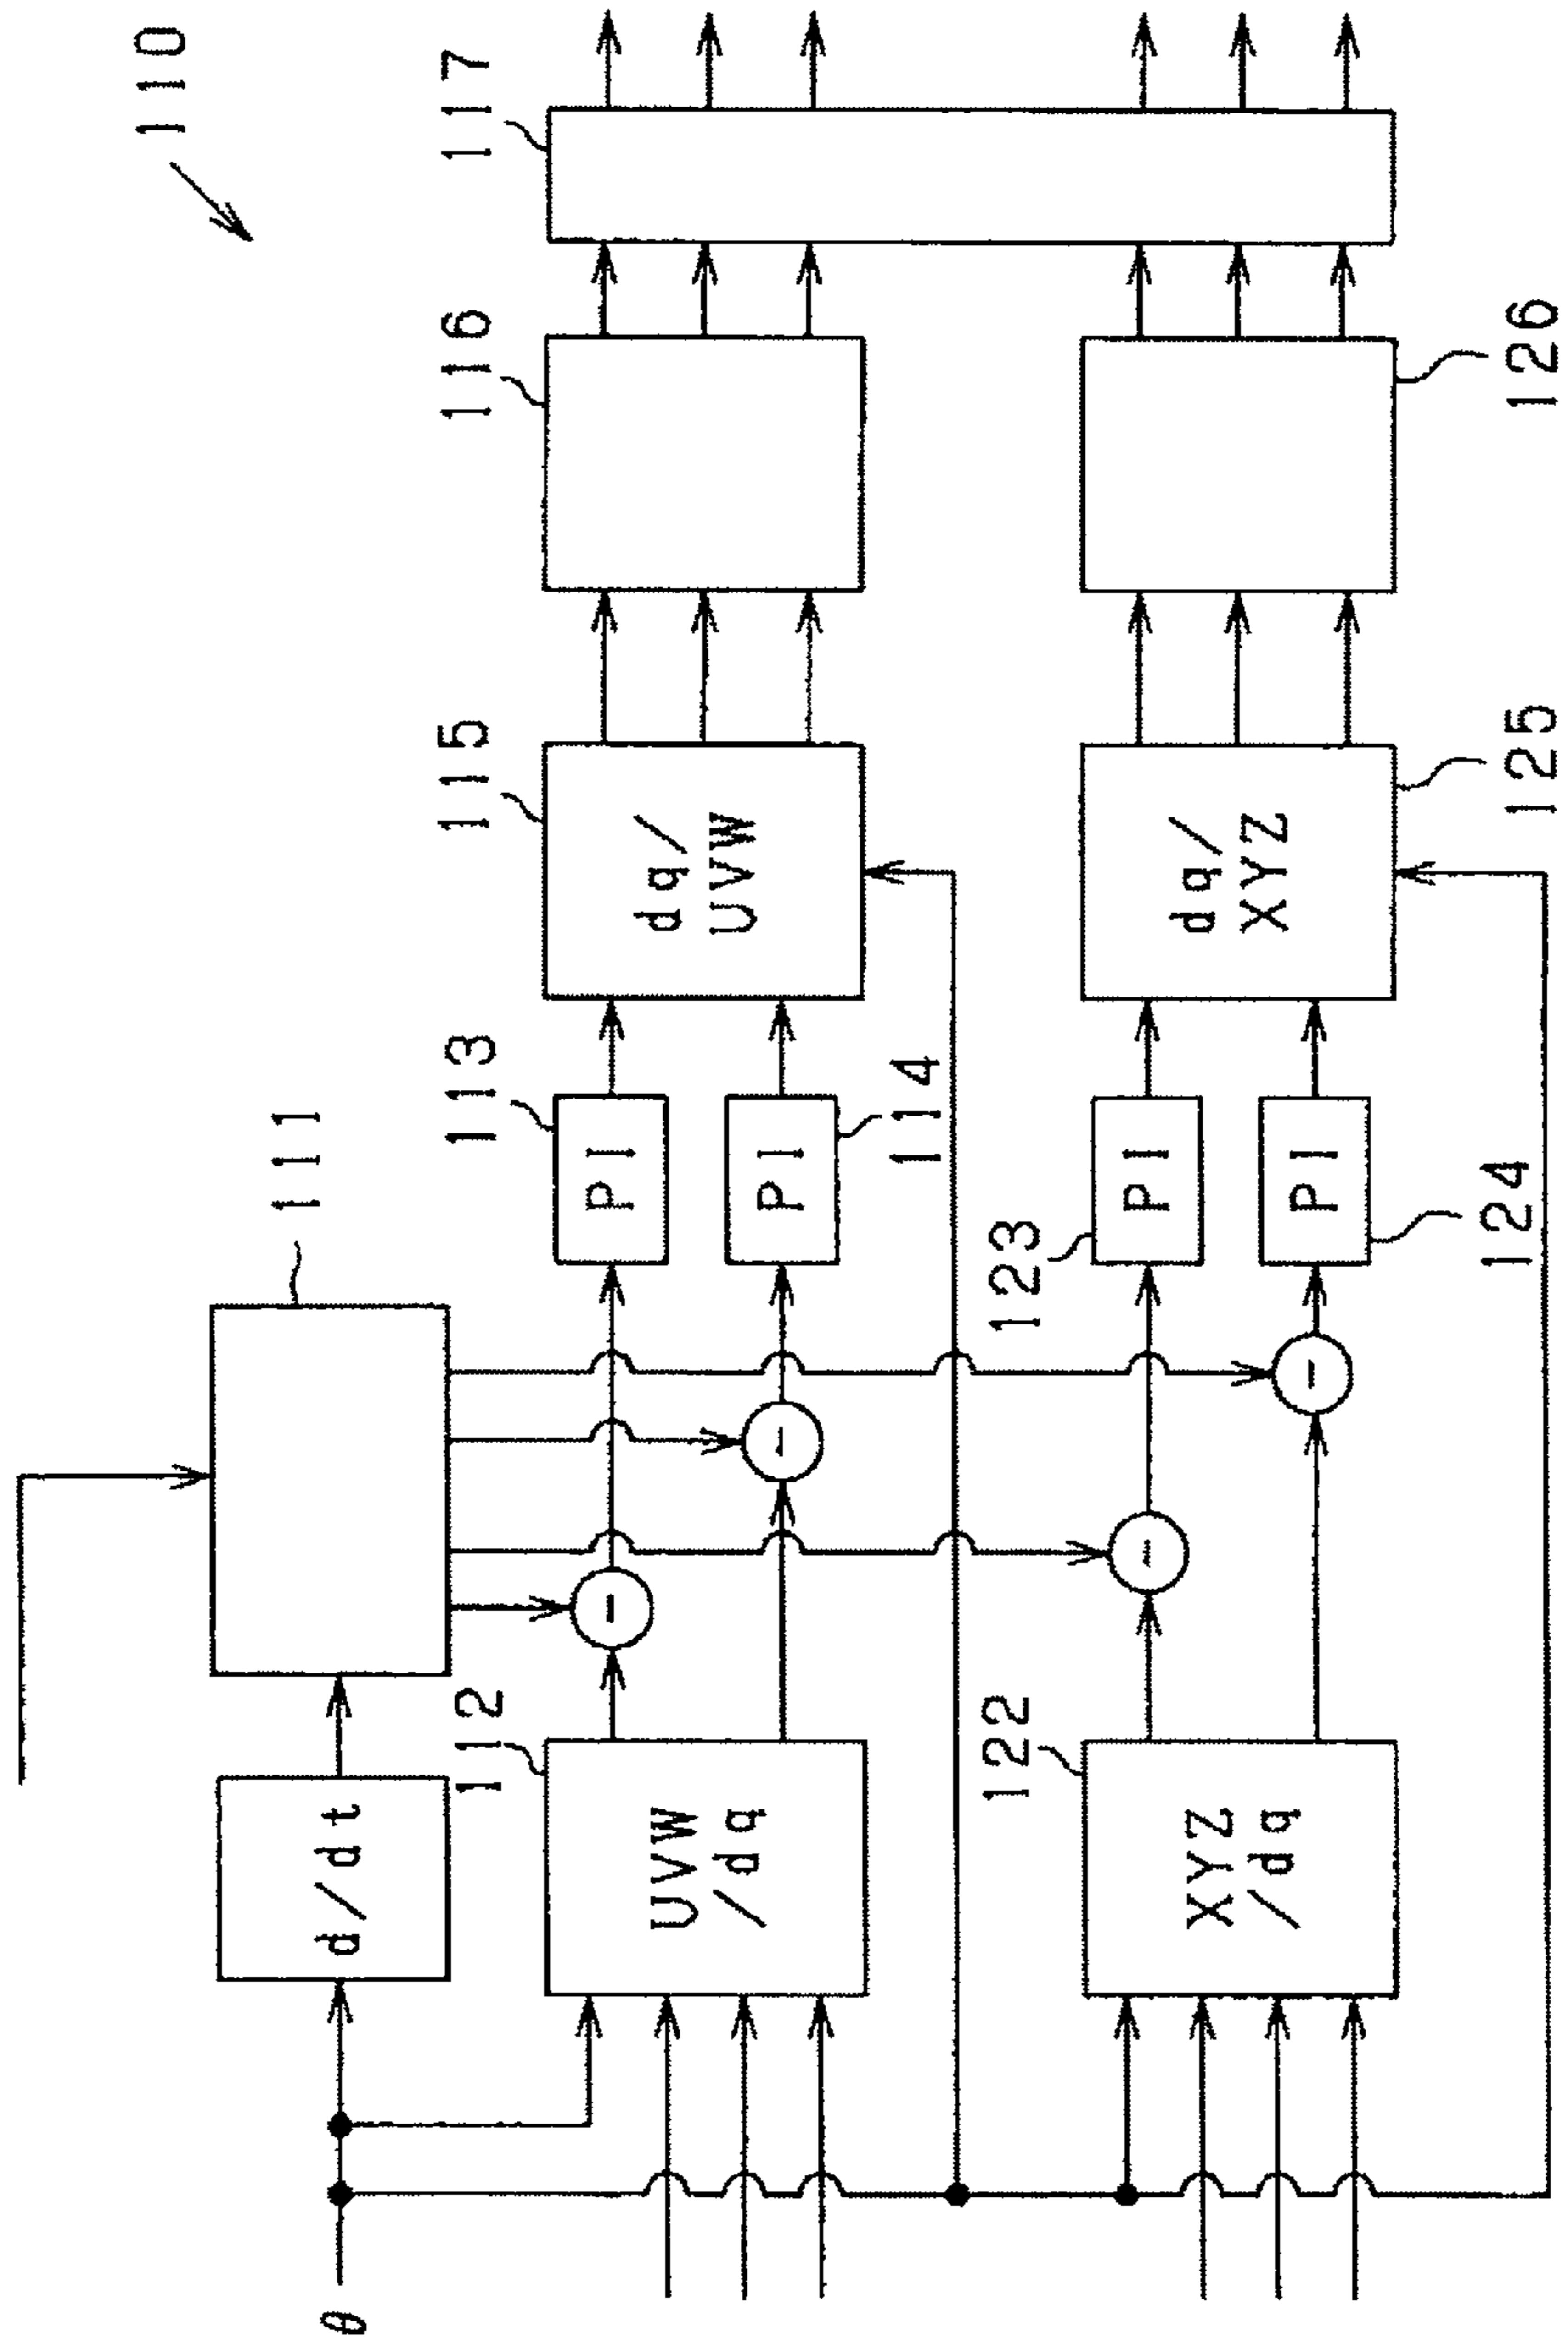 110
111
d/dt
θ
112
UVW
/dq
113
PI
PI
114
115
dq/
UVW
116
117
122
XYZ
/dq
123
PI
PI
124
dq/
XYZ
125
126